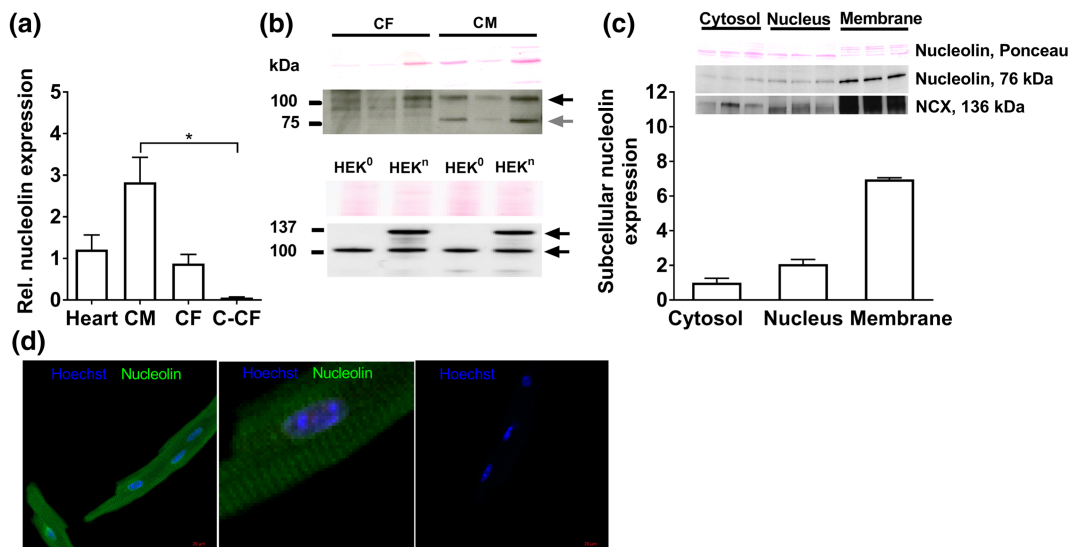 (a)
Rel. nucleolin expression
5
4
3
2
1
0
*
Heart CM CF C-CF
(b)
CF CM
kDa
100
75
HEK⁰ HEKⁿ HEK⁰ HEKⁿ
137
100
(c)
Cytosol Nucleus Membrane
Nucleolin, Ponceau
Nucleolin, 76 kDa
NCX, 136 kDa
Subcellular nucleolin
expression
12
10
8
6
4
2
0
Cytosol Nucleus Membrane
(d)
Hoechst Nucleolin
Hoechst Nucleolin
Hoechst
20 µm